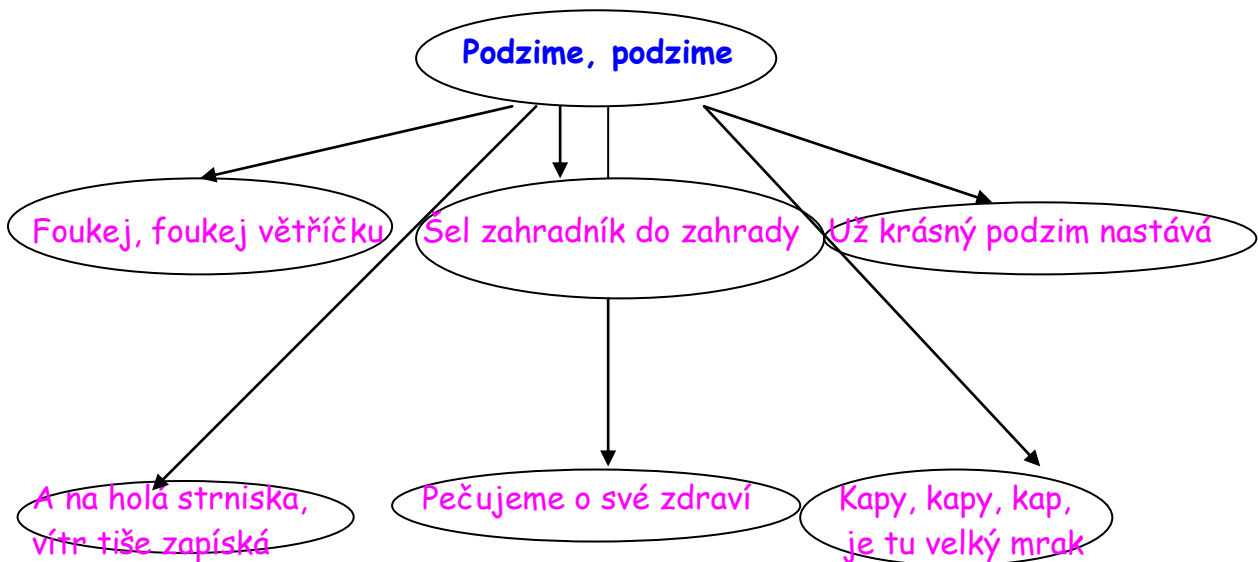 Podzime, podzime
Foukej, foukej větříčku
Šel zahradník do zahrady
Už krásný podzim nastává
A na holá strniska,
vítr tiše zapíská
Pečujeme o své zdraví
Kapy, kapy, kap,
je tu velký mrak